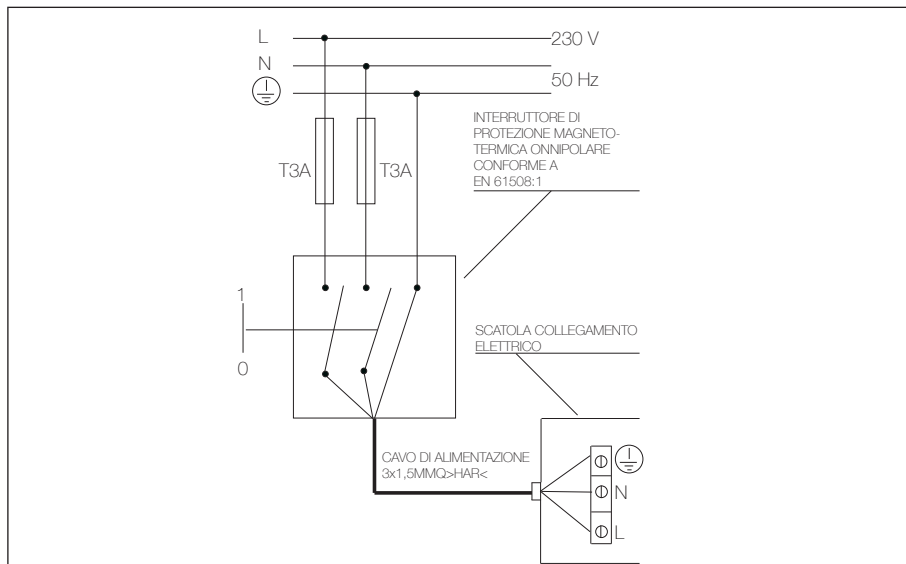 L
230 V
N
50 Hz
INTERRUTTORE DI
PROTEZIONE MAGNETO-
TERMICA ONNIPOLARE
CONFORME A
EN 61508:1
T3A
T3A
1
0
SCATOLA COLLEGAMENTO
ELETTRICO
CAVO DI ALIMENTAZIONE
3x1,5MMQ>HAR<
N
L